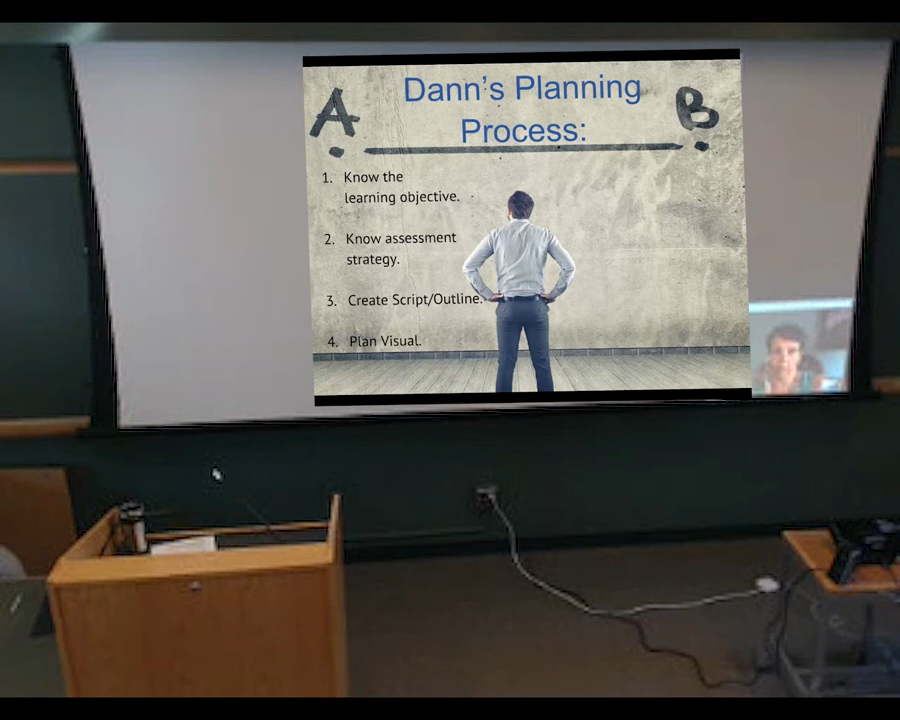 A
B
Dann's Planning
Process:
1. Know the
learning objective.
2. Know assessment
strategy.
3. Create Script/Outline.
4. Plan Visual.